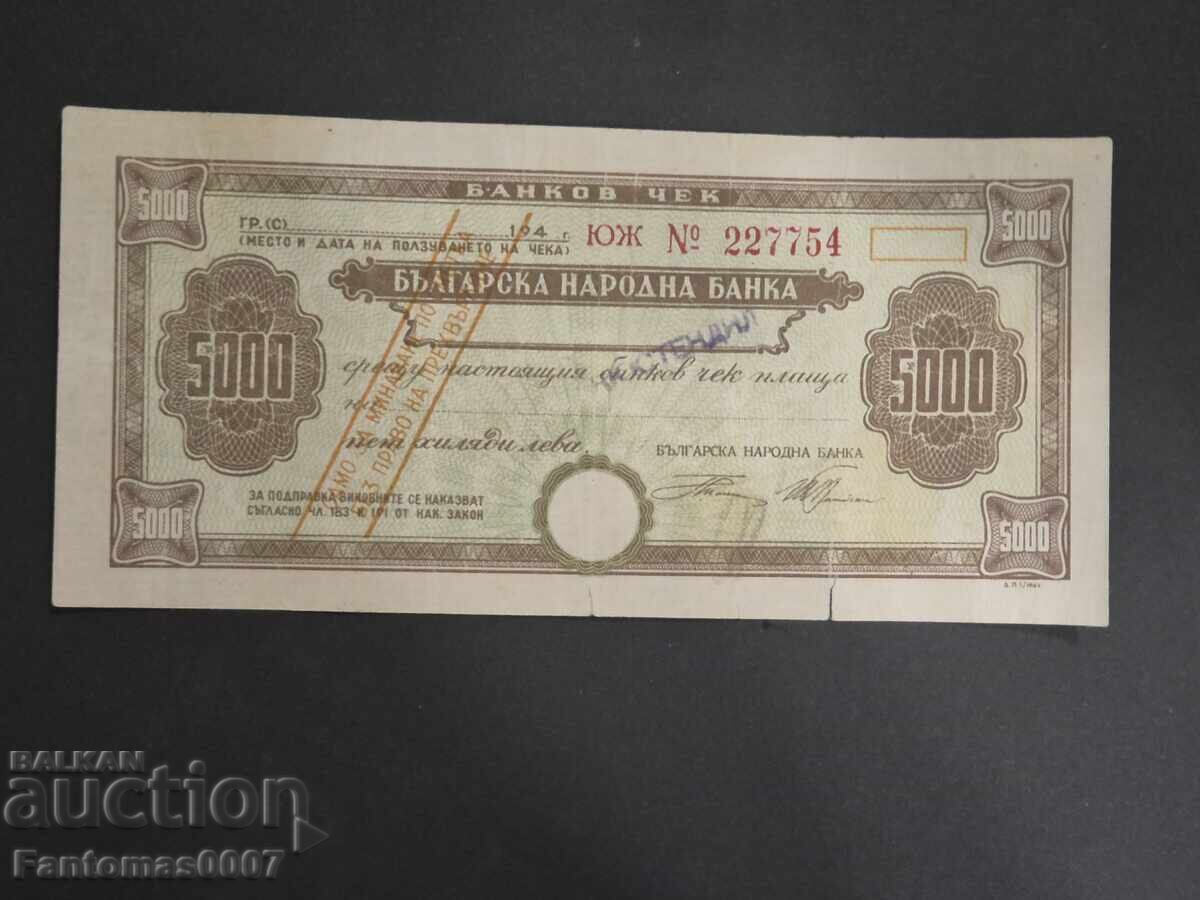 БАНКОВ ЧЕК
5000
5000
ГР.(С) 194 г.
(МЕСТО И ДАТА НА ПОЛЗУВАНЕТО НА ЧЕКА)
ЮЖ № 227754
БЪЛГАРСКА НАРОДНА БАНКА
срещу настоящия банков чек плаща
на
5000
5000
пет хиляди лева.
БЪЛГАРСКА НАРОДНА БАНКА
ЗА ПОДПРАВКА ВИНОВНИТЕ СЕ НАКАЗВАТ
СЪГЛАСНО ЧЛ. 183 И 191 ОТ НАК. ЗАКОН
5000
5000
BALKAN
auction
Fantomas0007